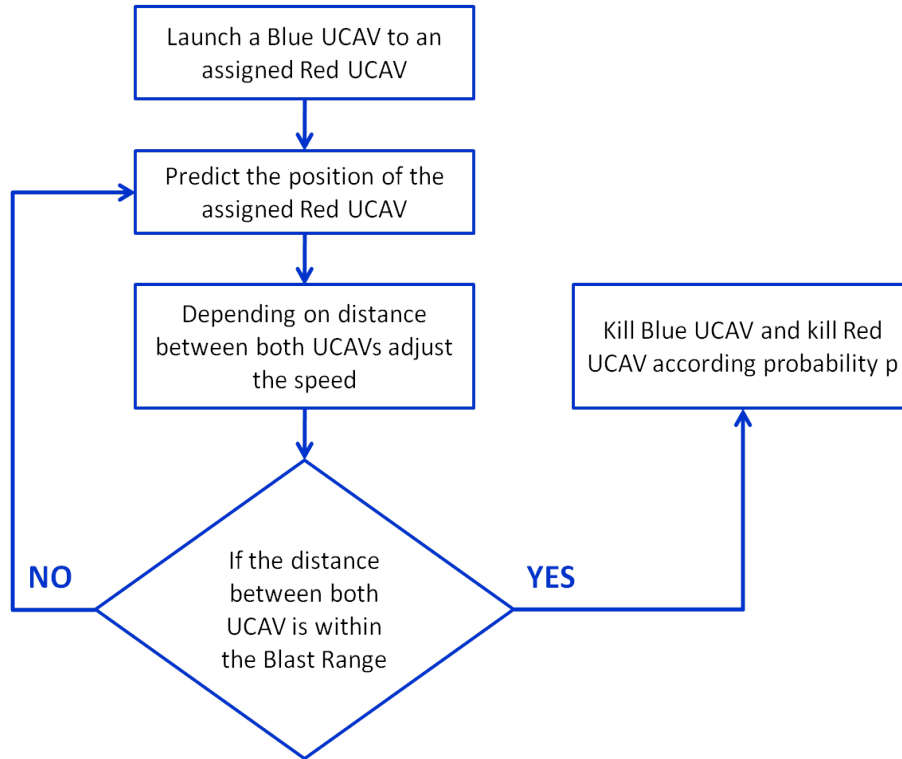 Launch a Blue UCAV to an
assigned Red UCAV
Predict the position of the
assigned Red UCAV
Depending on distance
between both UCAVs adjust
the speed
Kill Blue UCAV and kill Red
UCAV according probability p
If the distance
between both
UCAV is within
the Blast Range
NO
YES